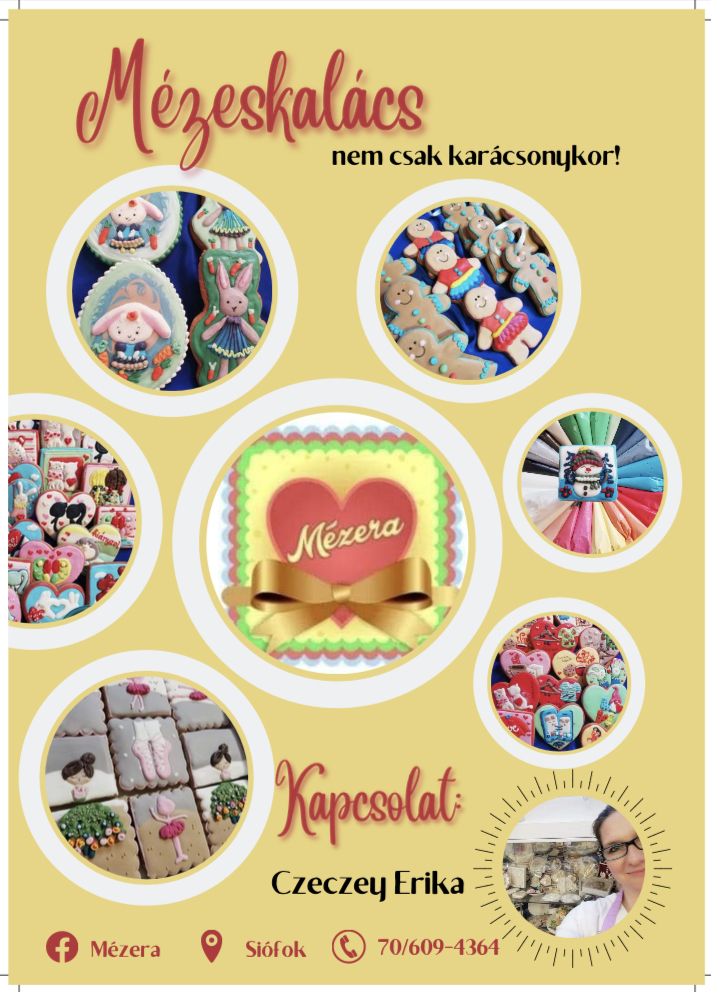 Mézeskalács
nem csak karácsonykor!
Mézera
Kapcsolat:
Czeczey Erika
Mézera
Siófok
70/609-4364